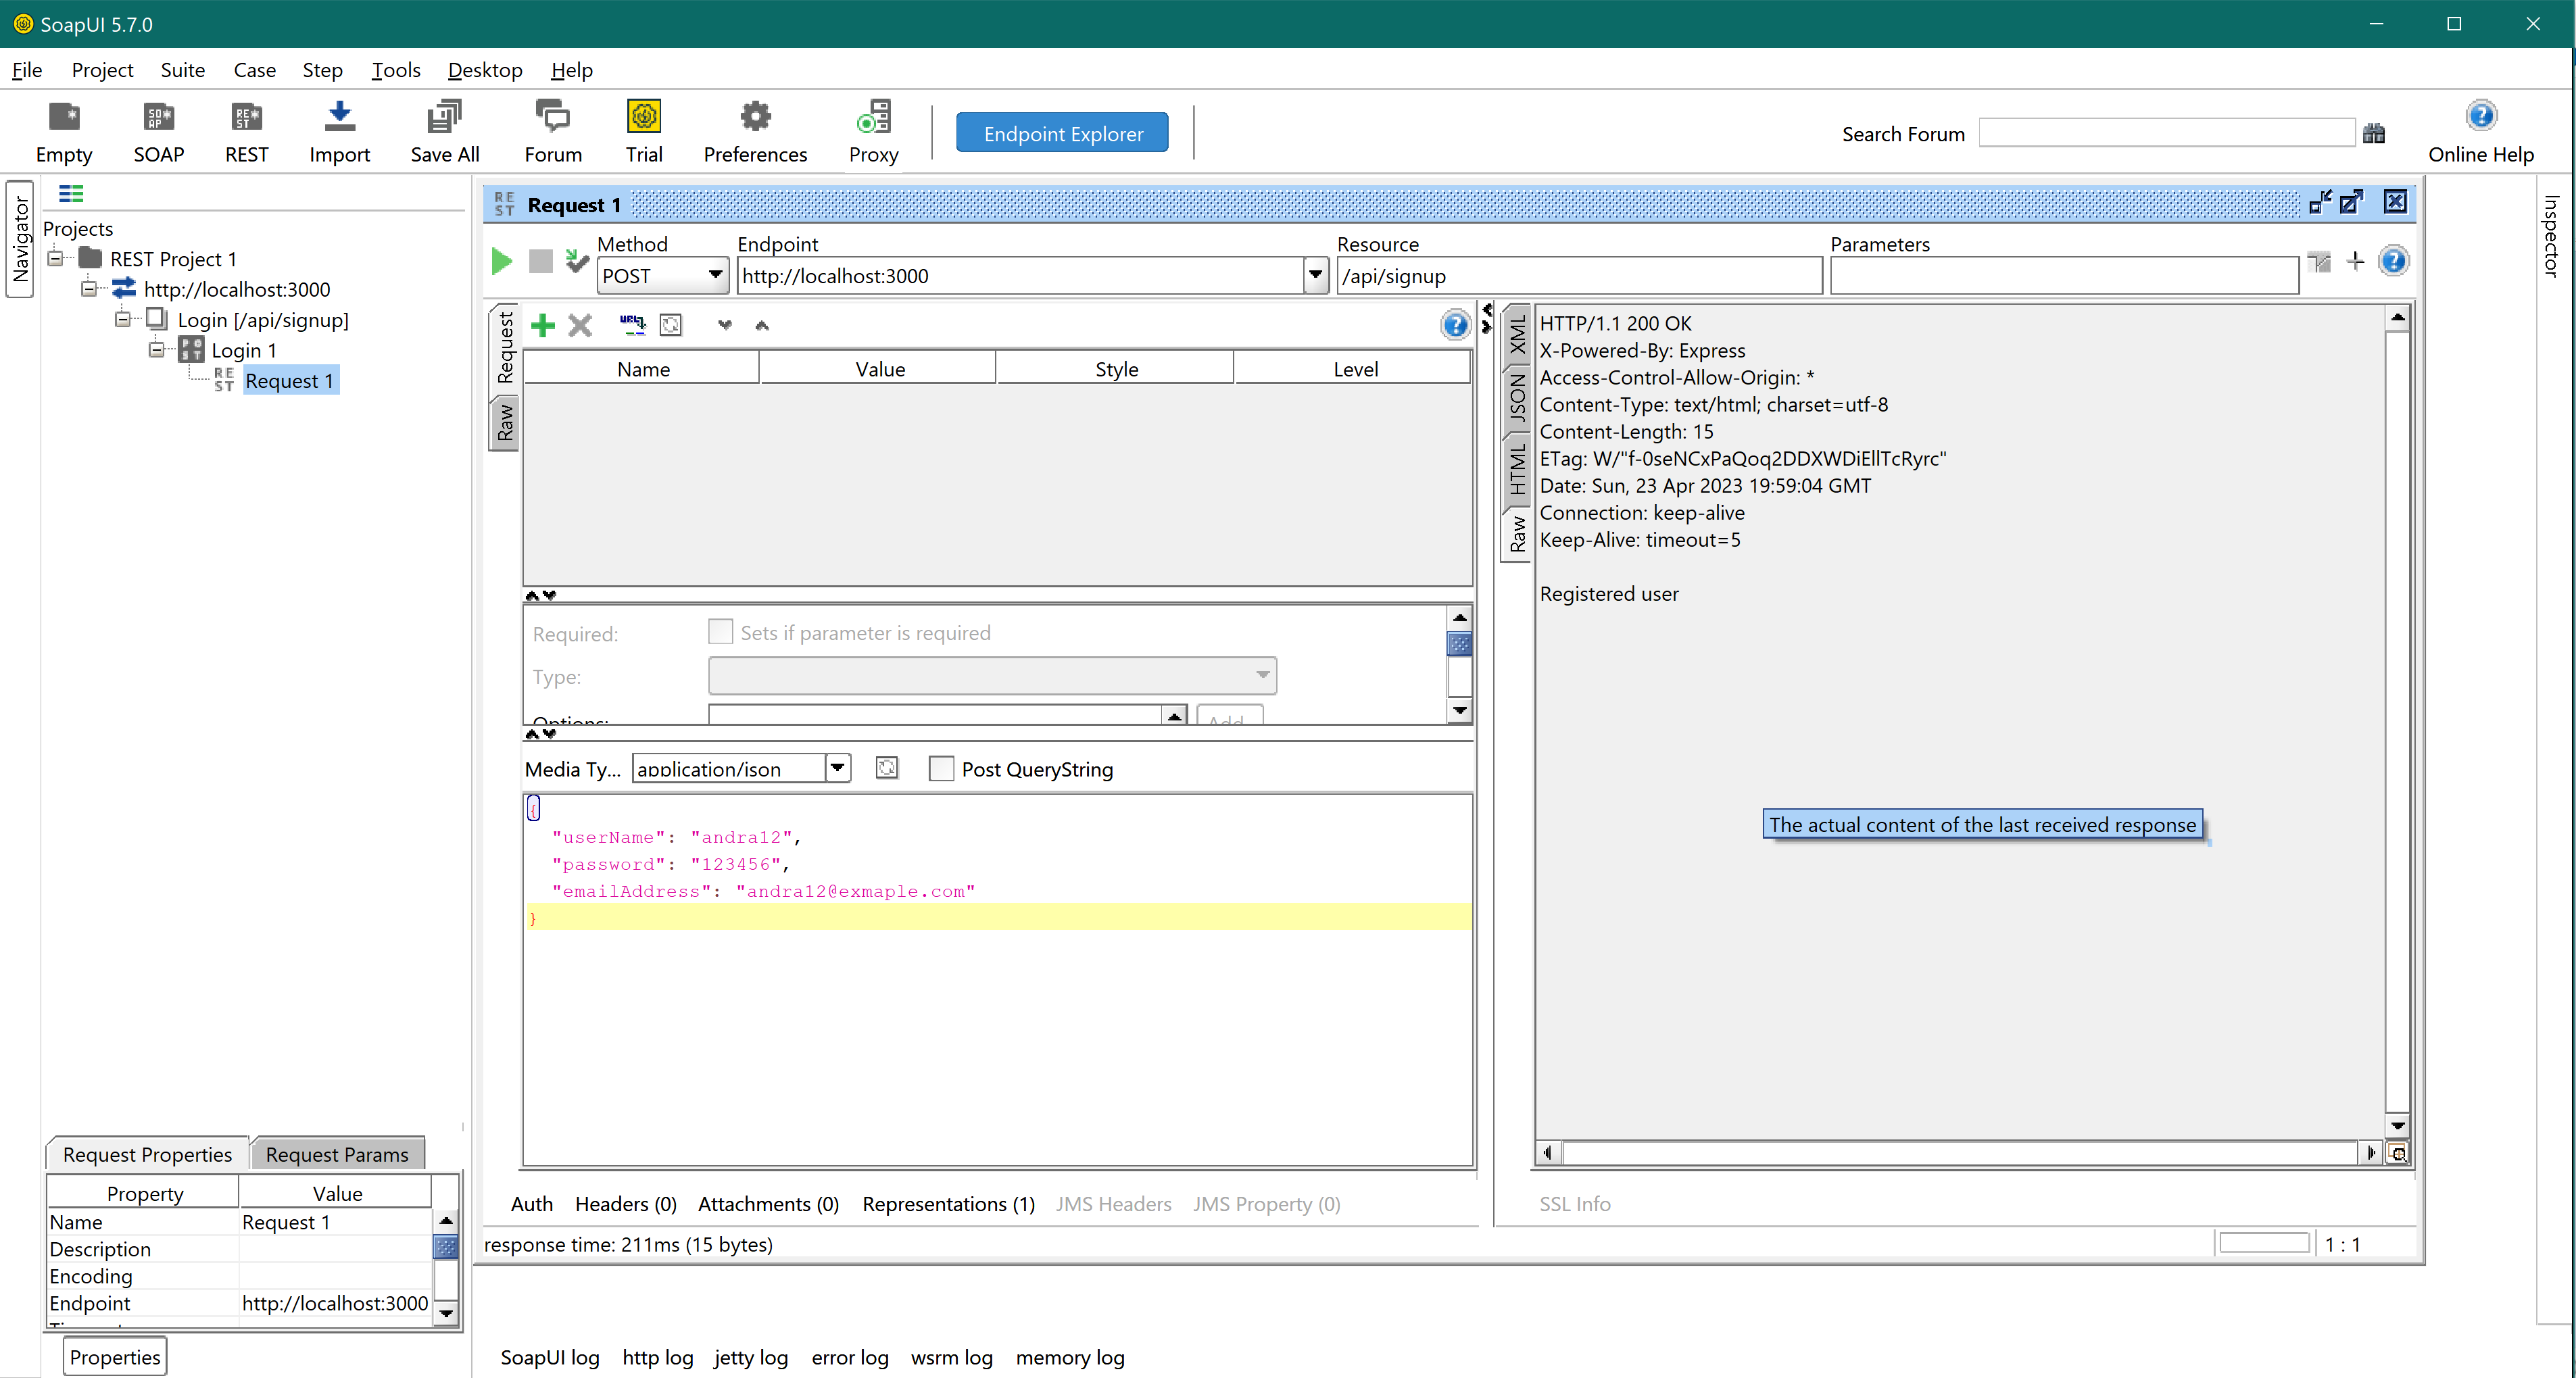 SoapUI 5.7.0
File Project Suite Case Step Tools Desktop Help
Empty SOAP REST Import Save All Forum Trial Preferences Proxy Endpoint Explorer Search Forum Online Help
Navigator
Projects
REST Project 1
http://localhost:3000
Login [/api/signup]
Login 1
Request 1
Request 1
Method Endpoint Resource Parameters
POST http://localhost:3000 /api/signup
Request
Raw
Name Value Style Level
Required: Sets if parameter is required
Type:
Options: Add
Media Ty... application/json Post QueryString
{
"userName": "andra12",
"password": "123456",
"emailAddress": "andra12@exmaple.com"
}
XML
JSON
HTML
Raw
HTTP/1.1 200 OK
X-Powered-By: Express
Access-Control-Allow-Origin: *
Content-Type: text/html; charset=utf-8
Content-Length: 15
ETag: W/"f-0seNCxPaQoq2DDXWDiEllTcRyrc"
Date: Sun, 23 Apr 2023 19:59:04 GMT
Connection: keep-alive
Keep-Alive: timeout=5
Registered user
The actual content of the last received response
Inspector
Auth Headers (0) Attachments (0) Representations (1) JMS Headers JMS Property (0)
SSL Info
response time: 211ms (15 bytes)
1 : 1
Request Properties Request Params
Property Value
Name Request 1
Description
Encoding
Endpoint http://localhost:3000
Properties
SoapUI log http log jetty log error log wsrm log memory log